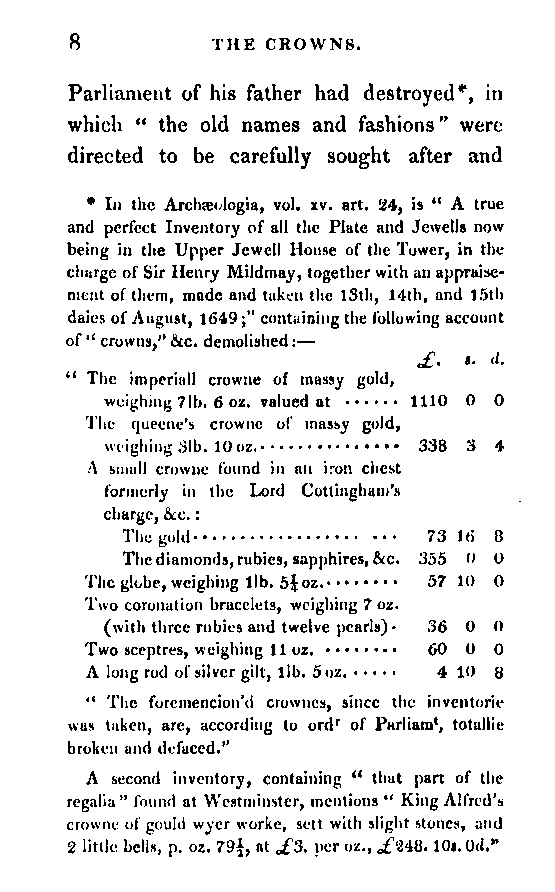 8 THE CROWNS.
Parliament of his father had destroyed*, in
which “ the old names and fashions” were
directed to be carefully sought after and
* In the Archæologia, vol. xv. art. 24, is “ A true
and perfect Inventory of all the Plate and Jewells now
being in the Upper Jewell House of the Tower, in the
charge of Sir Henry Mildmay, together with an appraise-
ment of them, made and taken the 13th, 14th, and 15th
daies of August, 1649;” containing the following account
of “ crowns,” &c. demolished:—
£. s. d.
“ The imperiall crowne of massy gold,
weighing 7lb. 6 oz. valued at ······ 1110 0 0
The queene's crowne of massy gold,
weighing 3lb. 10 oz. ················ 338 3 4
A small crowne found in an iron chest
formerly in the Lord Cottingham's
charge, &c. :
The gold ···················· 73 16 8
The diamonds, rubies, sapphires, &c. 355 0 0
The globe, weighing 1lb. 5¼ oz. ········ 57 10 0
Two coronation bracelets, weighing 7 oz.
(with three rubies and twelve pearls) · 36 0 0
Two sceptres, weighing 11 oz. ········ 60 0 0
A long rod of silver gilt, 1lb. 5 oz. ····· 4 10 8
“ The foremencion'd crownes, since the inventorie
was taken, are, according to ordʳ of Parliamᵗ, totallie
broken and defaced.”
A second inventory, containing “ that part of the
regalia” found at Westminster, mentions “ King Alfred's
crowne of gould wyer worke, sett with slight stones, and
2 little bells, p. oz. 79½, at £3. per oz., £248. 10s. 0d.”